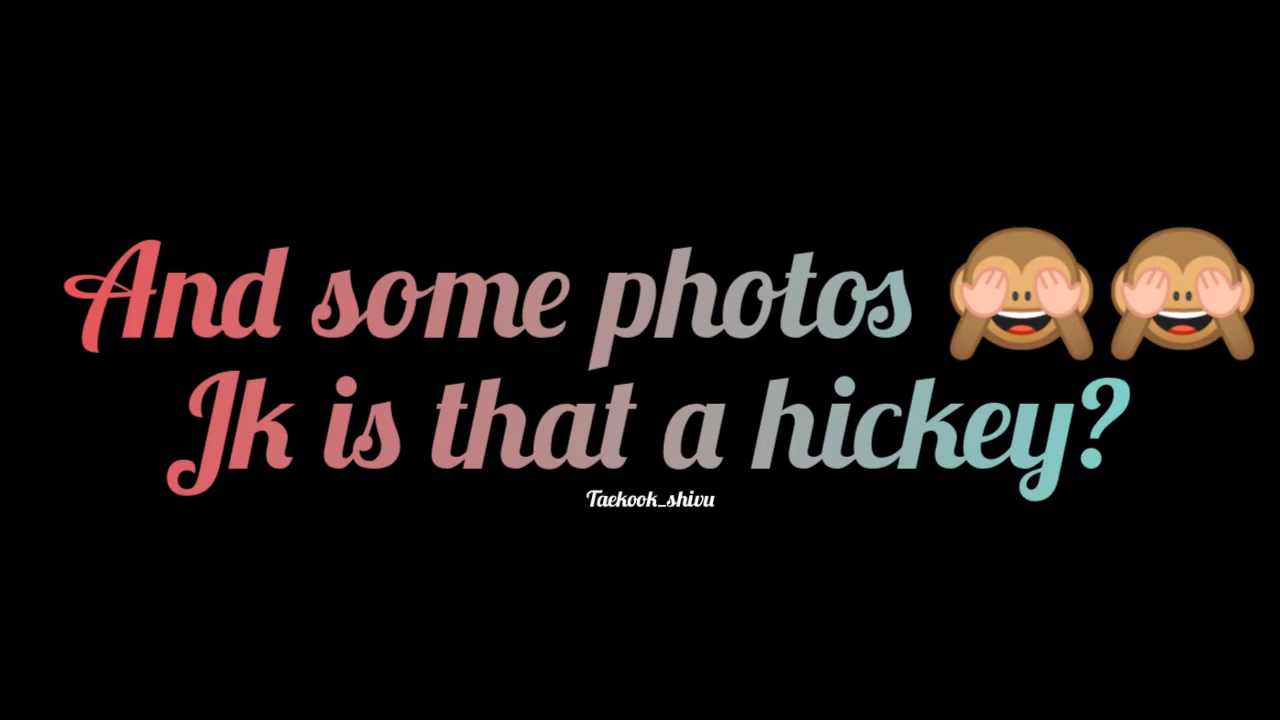 And some photos 🙈🙈
Jk is that a hickey?
Taekook_shivu